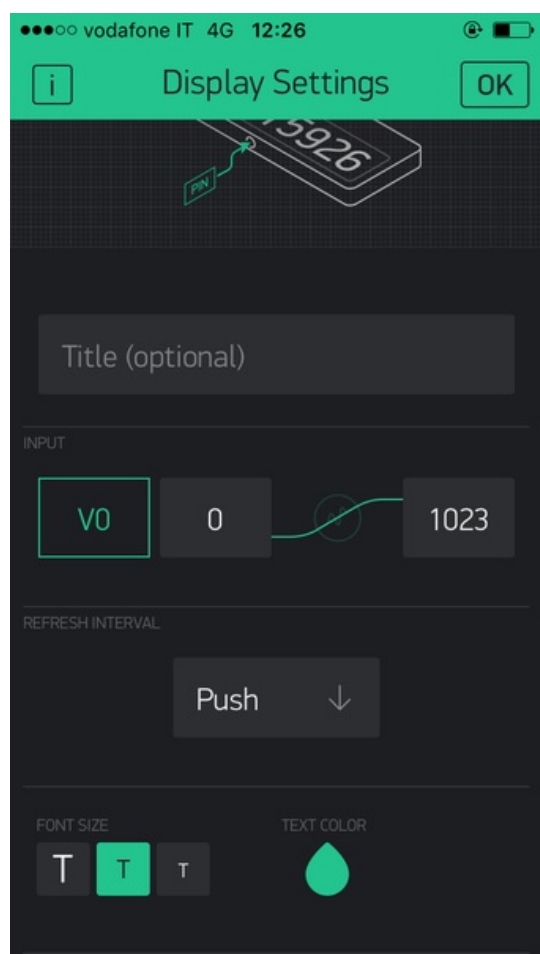 vodafone IT 4G 12:26
i Display Settings OK
15926
PIN
Title (optional)
INPUT
V0 0 1023
REFRESH INTERVAL
Push
FONT SIZE TEXT COLOR
T T T